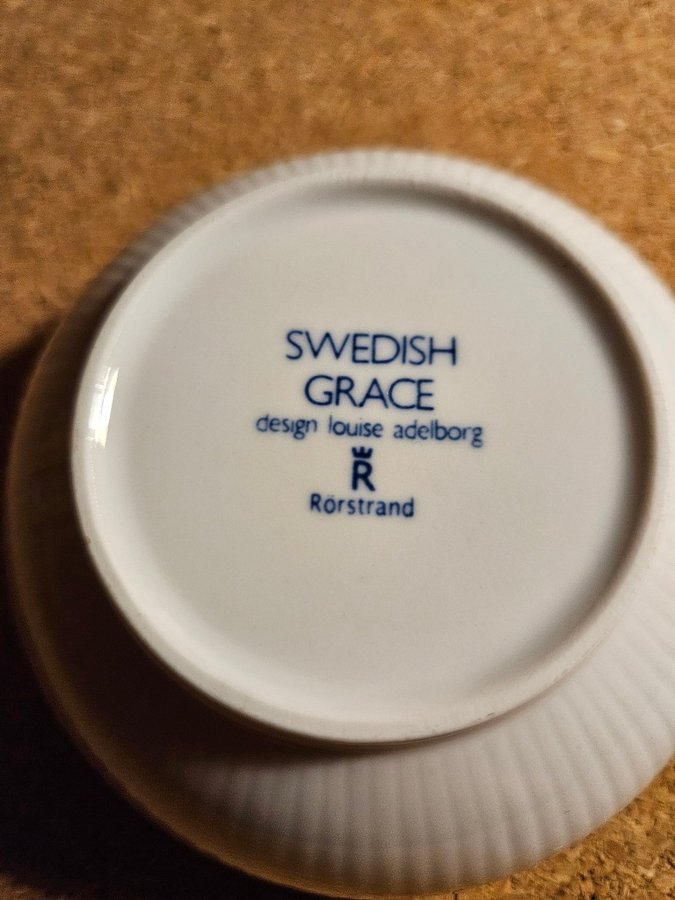 SWEDISH
GRACE
design louise adelborg
R
Rörstrand